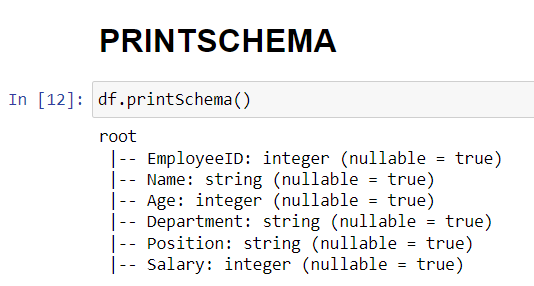 PRINTSCHEMA
In [12]: df.printSchema()
root
 |-- EmployeeID: integer (nullable = true)
 |-- Name: string (nullable = true)
 |-- Age: integer (nullable = true)
 |-- Department: string (nullable = true)
 |-- Position: string (nullable = true)
 |-- Salary: integer (nullable = true)